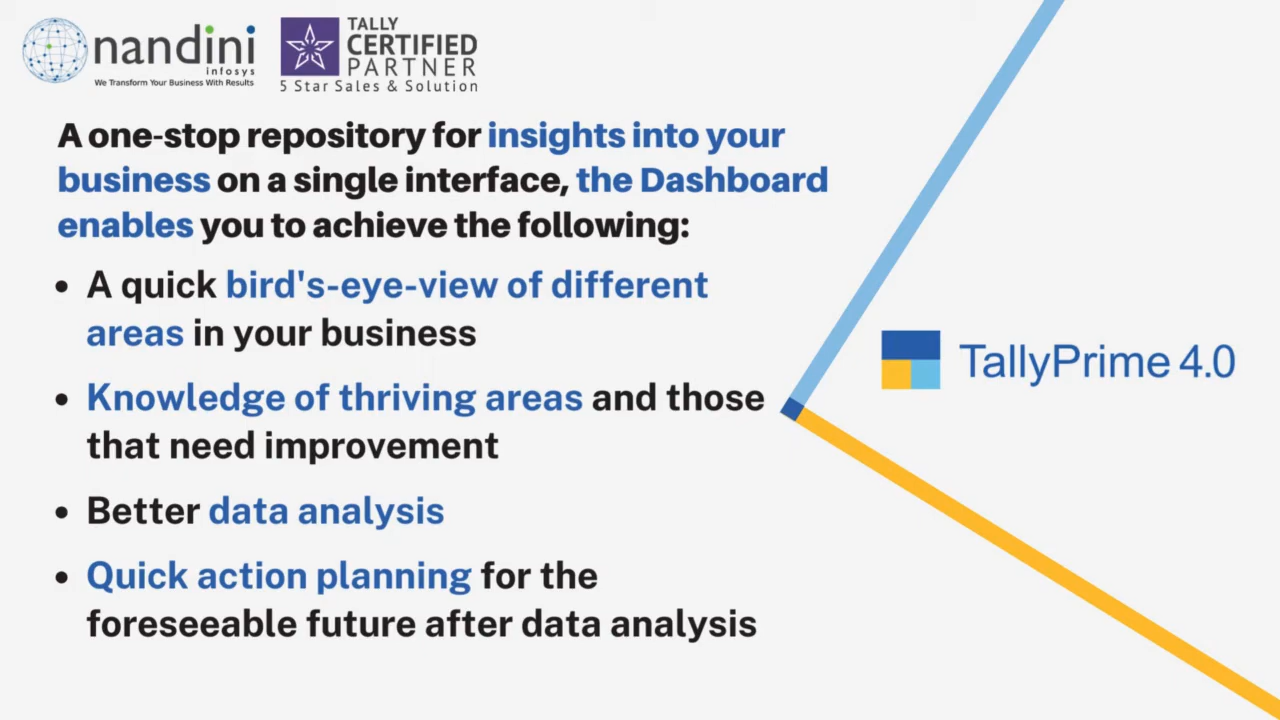 nandini
infosys
We Transform Your Business With Results
TALLY
CERTIFIED
PARTNER
5 Star Sales & Solution
A one-stop repository for insights into your
business on a single interface, the Dashboard
enables you to achieve the following:
• A quick bird's-eye-view of different
areas in your business
• Knowledge of thriving areas and those
that need improvement
• Better data analysis
• Quick action planning for the
foreseeable future after data analysis
TallyPrime 4.0